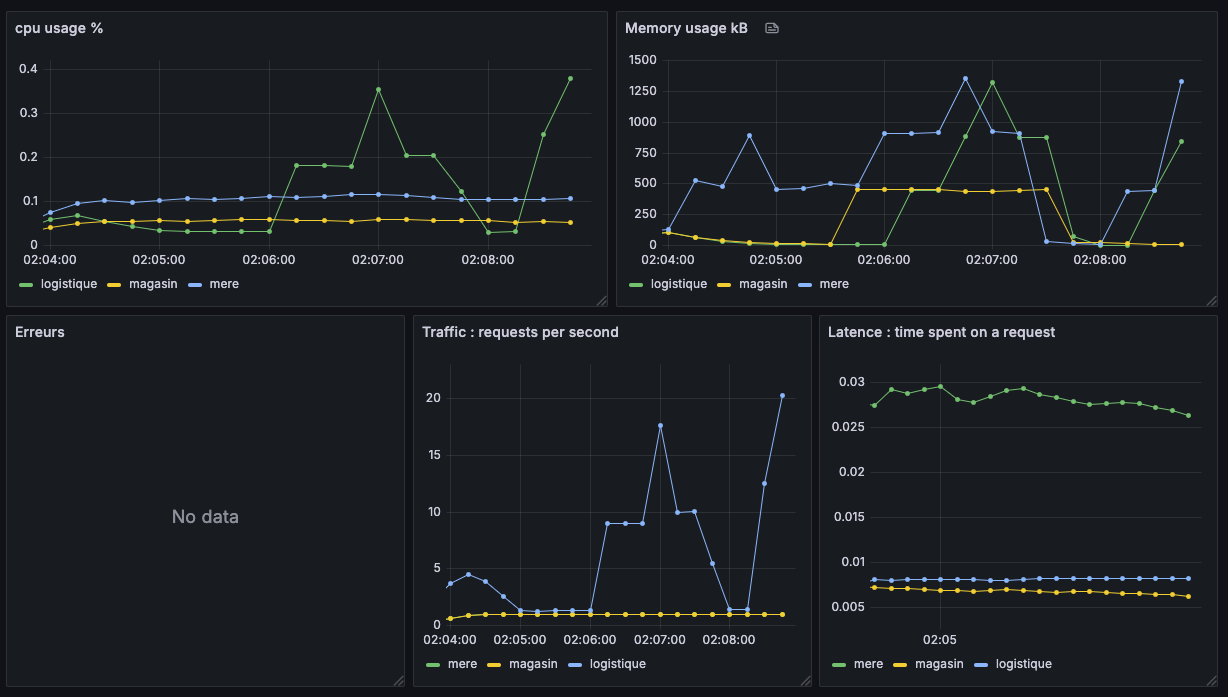 cpu usage %
0.4
0.3
0.2
0.1
0
02:04:00 02:05:00 02:06:00 02:07:00 02:08:00
logistique magasin mere
Memory usage kB
1500
1250
1000
750
500
250
0
02:04:00 02:05:00 02:06:00 02:07:00 02:08:00
logistique magasin mere
Erreurs
No data
Traffic : requests per second
20
15
10
5
0
02:04:00 02:05:00 02:06:00 02:07:00 02:08:00
mere magasin logistique
Latence : time spent on a request
0.03
0.025
0.02
0.015
0.01
0.005
02:05
mere magasin logistique